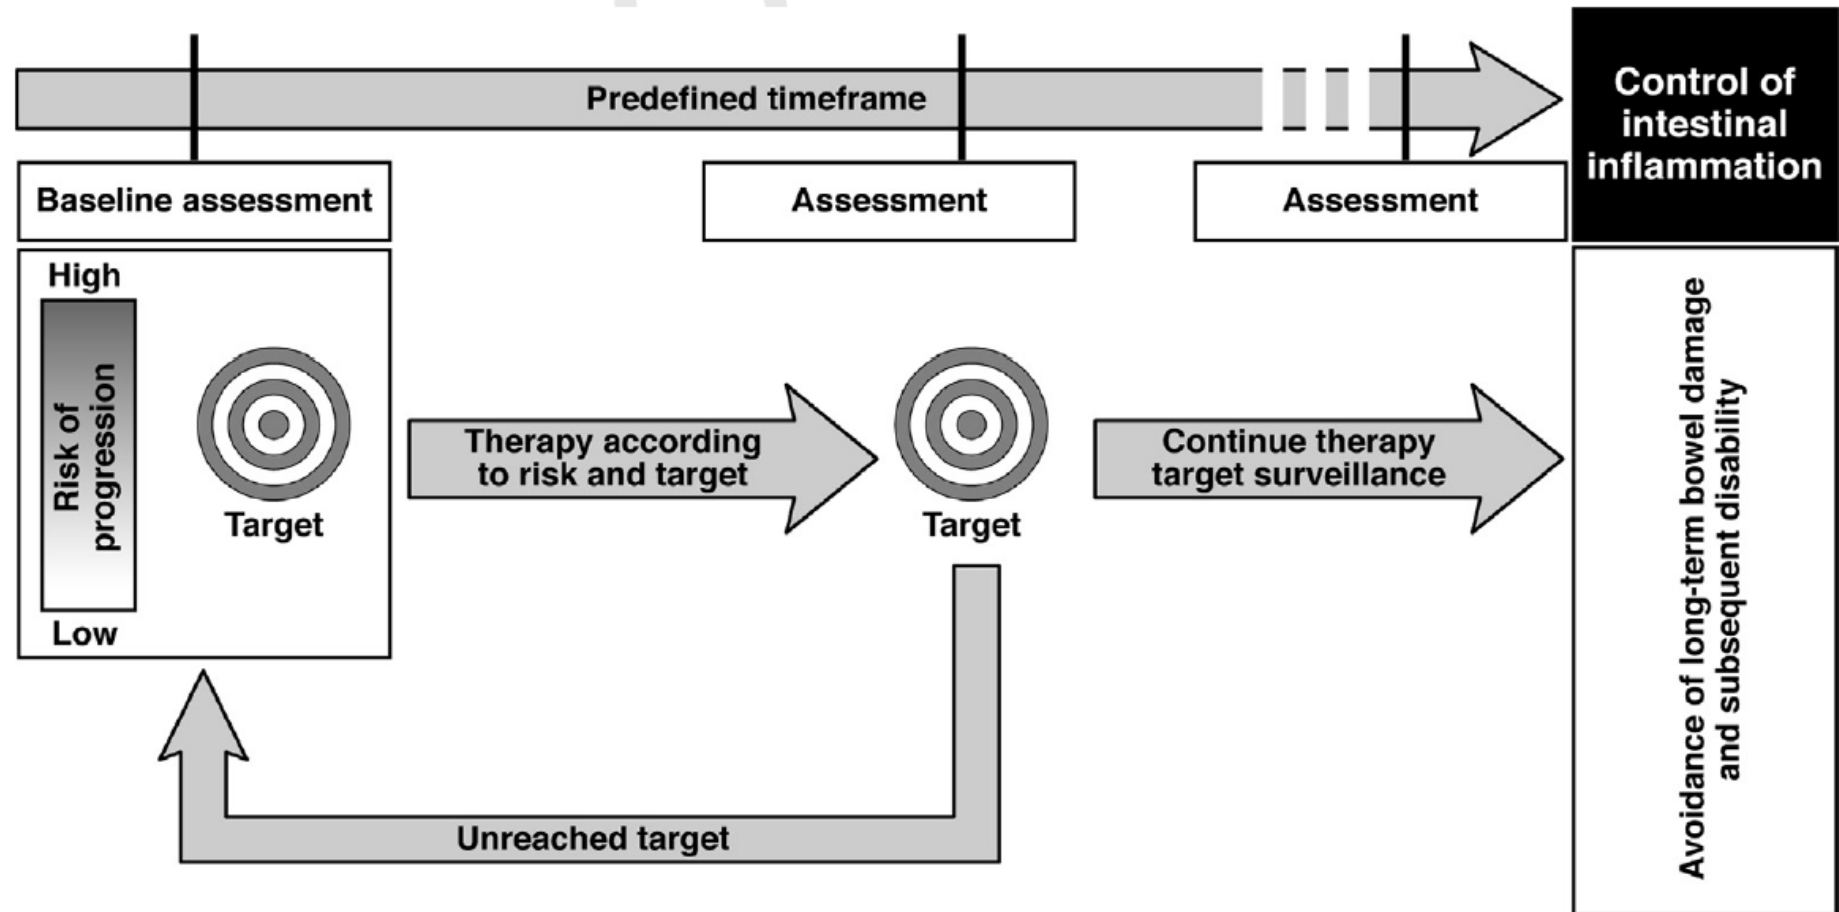 Predefined timeframe
Control of
intestinal
inflammation
Baseline assessment
Assessment
Assessment
High
Risk of
progression
Low
Target
Therapy according
to risk and target
Target
Continue therapy
target surveillance
Unreached target
Avoidance of long-term bowel damage
and subsequent disability